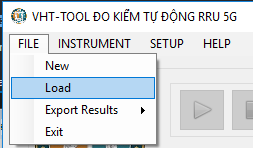 VHT-TOOL ĐO KIỂM TỰ ĐỘNG RRU 5G
FILE INSTRUMENT SETUP HELP
New
Load
Export Results
Exit